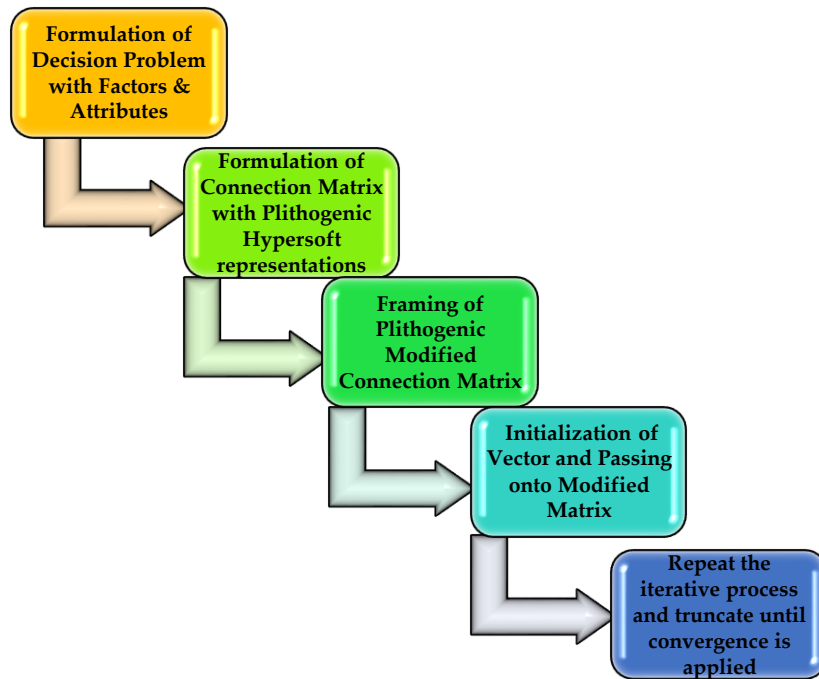 Formulation of
Decision Problem
with Factors &
Attributes
Formulation of
Connection Matrix
with Plithogenic
Hypersoft
representations
Framing of
Plithogenic
Modified
Connection Matrix
Initialization of
Vector and Passing
onto Modified
Matrix
Repeat the
iterative process
and truncate until
convergence is
applied